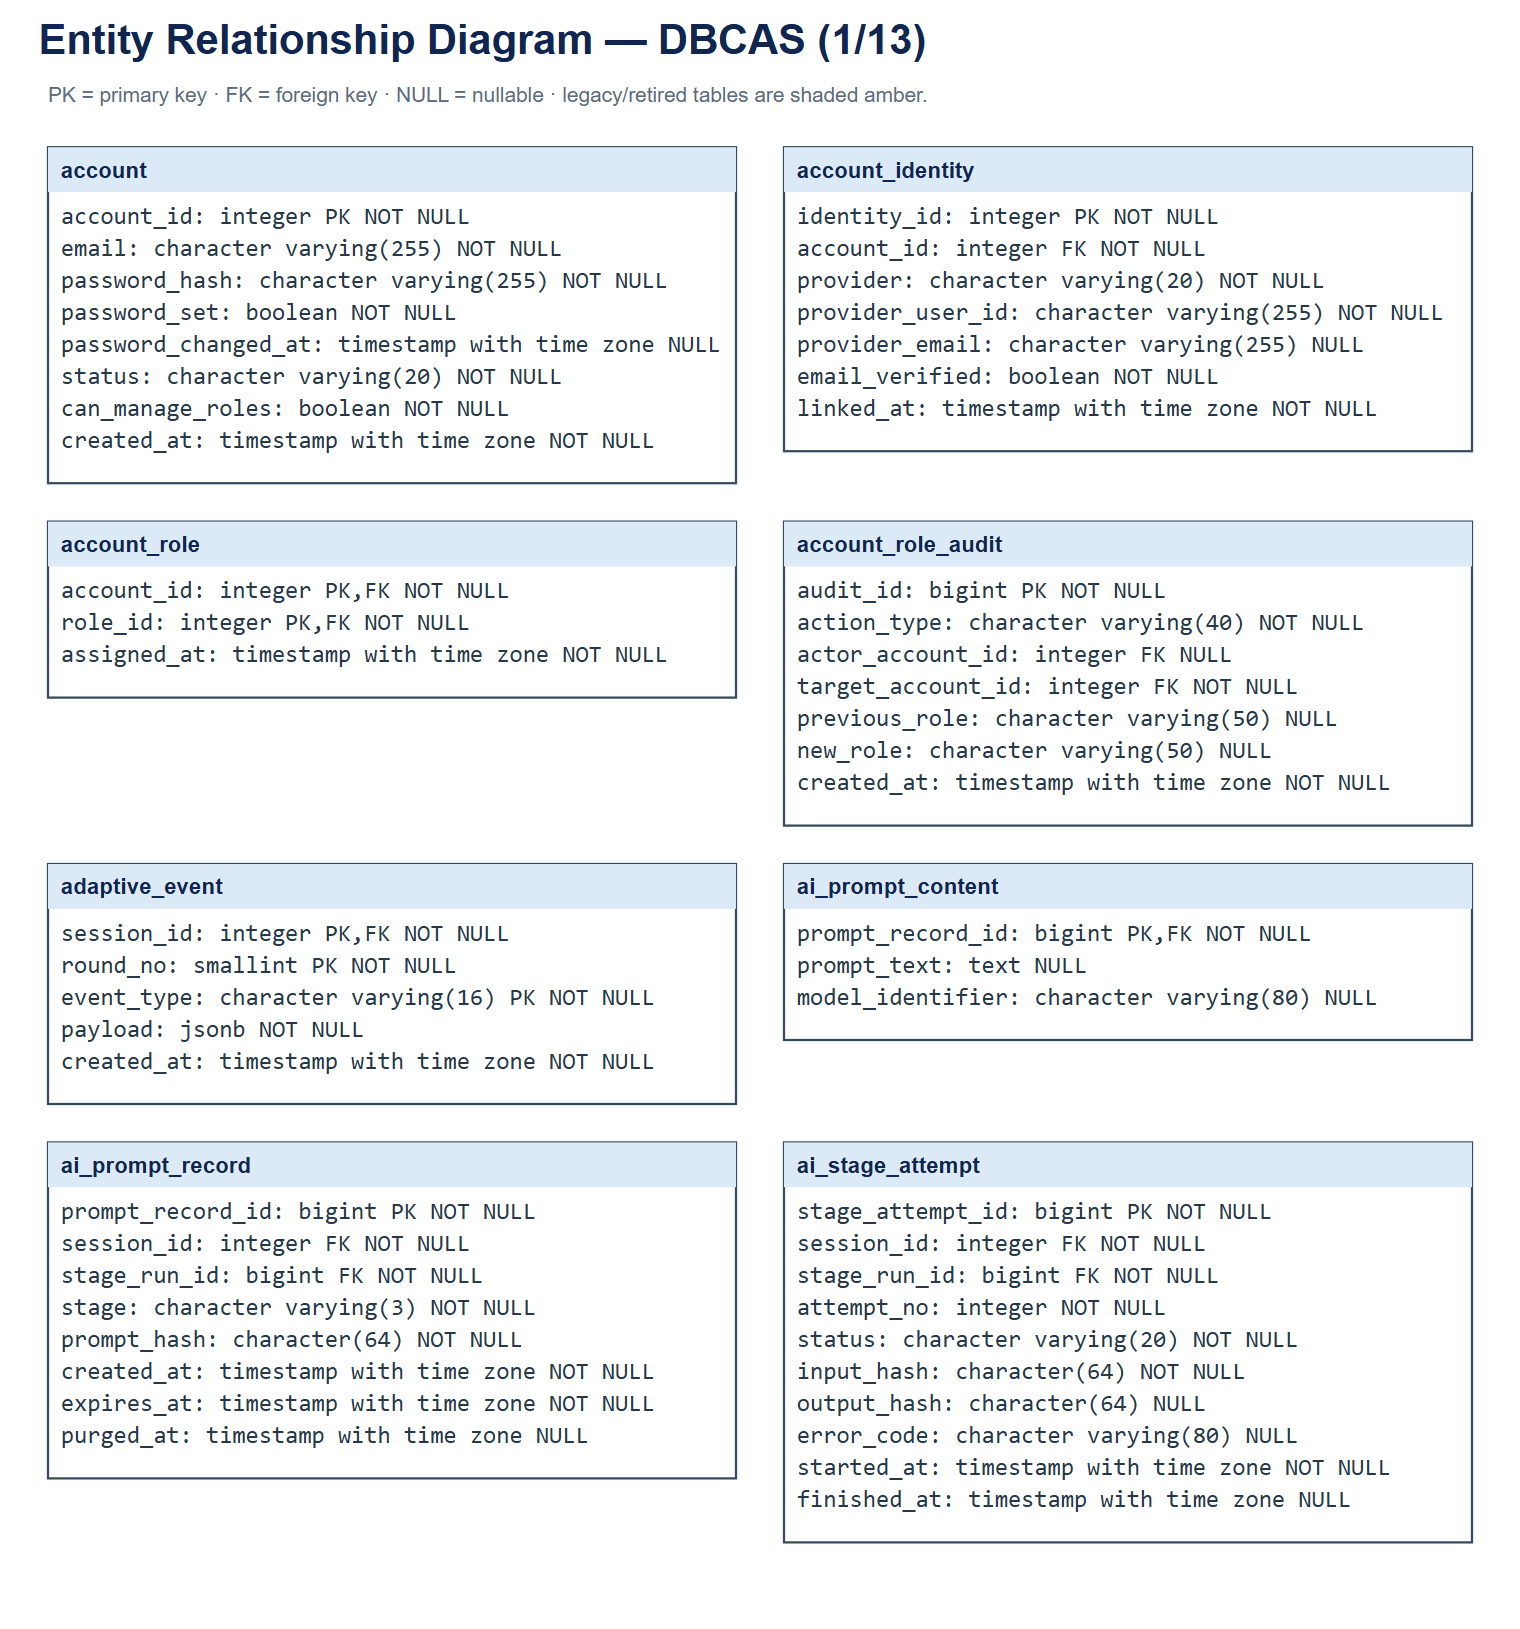 Entity Relationship Diagram — DBCAS (1/13)
PK = primary key · FK = foreign key · NULL = nullable · legacy/retired tables are shaded amber.
account
account_id: integer PK NOT NULL
email: character varying(255) NOT NULL
password_hash: character varying(255) NOT NULL
password_set: boolean NOT NULL
password_changed_at: timestamp with time zone NULL
status: character varying(20) NOT NULL
can_manage_roles: boolean NOT NULL
created_at: timestamp with time zone NOT NULL
account_identity
identity_id: integer PK NOT NULL
account_id: integer FK NOT NULL
provider: character varying(20) NOT NULL
provider_user_id: character varying(255) NOT NULL
provider_email: character varying(255) NULL
email_verified: boolean NOT NULL
linked_at: timestamp with time zone NOT NULL
account_role
account_id: integer PK,FK NOT NULL
role_id: integer PK,FK NOT NULL
assigned_at: timestamp with time zone NOT NULL
account_role_audit
audit_id: bigint PK NOT NULL
action_type: character varying(40) NOT NULL
actor_account_id: integer FK NULL
target_account_id: integer FK NOT NULL
previous_role: character varying(50) NULL
new_role: character varying(50) NULL
created_at: timestamp with time zone NOT NULL
adaptive_event
session_id: integer PK,FK NOT NULL
round_no: smallint PK NOT NULL
event_type: character varying(16) PK NOT NULL
payload: jsonb NOT NULL
created_at: timestamp with time zone NOT NULL
ai_prompt_content
prompt_record_id: bigint PK,FK NOT NULL
prompt_text: text NULL
model_identifier: character varying(80) NULL
ai_prompt_record
prompt_record_id: bigint PK NOT NULL
session_id: integer FK NOT NULL
stage_run_id: bigint FK NOT NULL
stage: character varying(3) NOT NULL
prompt_hash: character(64) NOT NULL
created_at: timestamp with time zone NOT NULL
expires_at: timestamp with time zone NOT NULL
purged_at: timestamp with time zone NULL
ai_stage_attempt
stage_attempt_id: bigint PK NOT NULL
session_id: integer FK NOT NULL
stage_run_id: bigint FK NOT NULL
attempt_no: integer NOT NULL
status: character varying(20) NOT NULL
input_hash: character(64) NOT NULL
output_hash: character(64) NULL
error_code: character varying(80) NULL
started_at: timestamp with time zone NOT NULL
finished_at: timestamp with time zone NULL